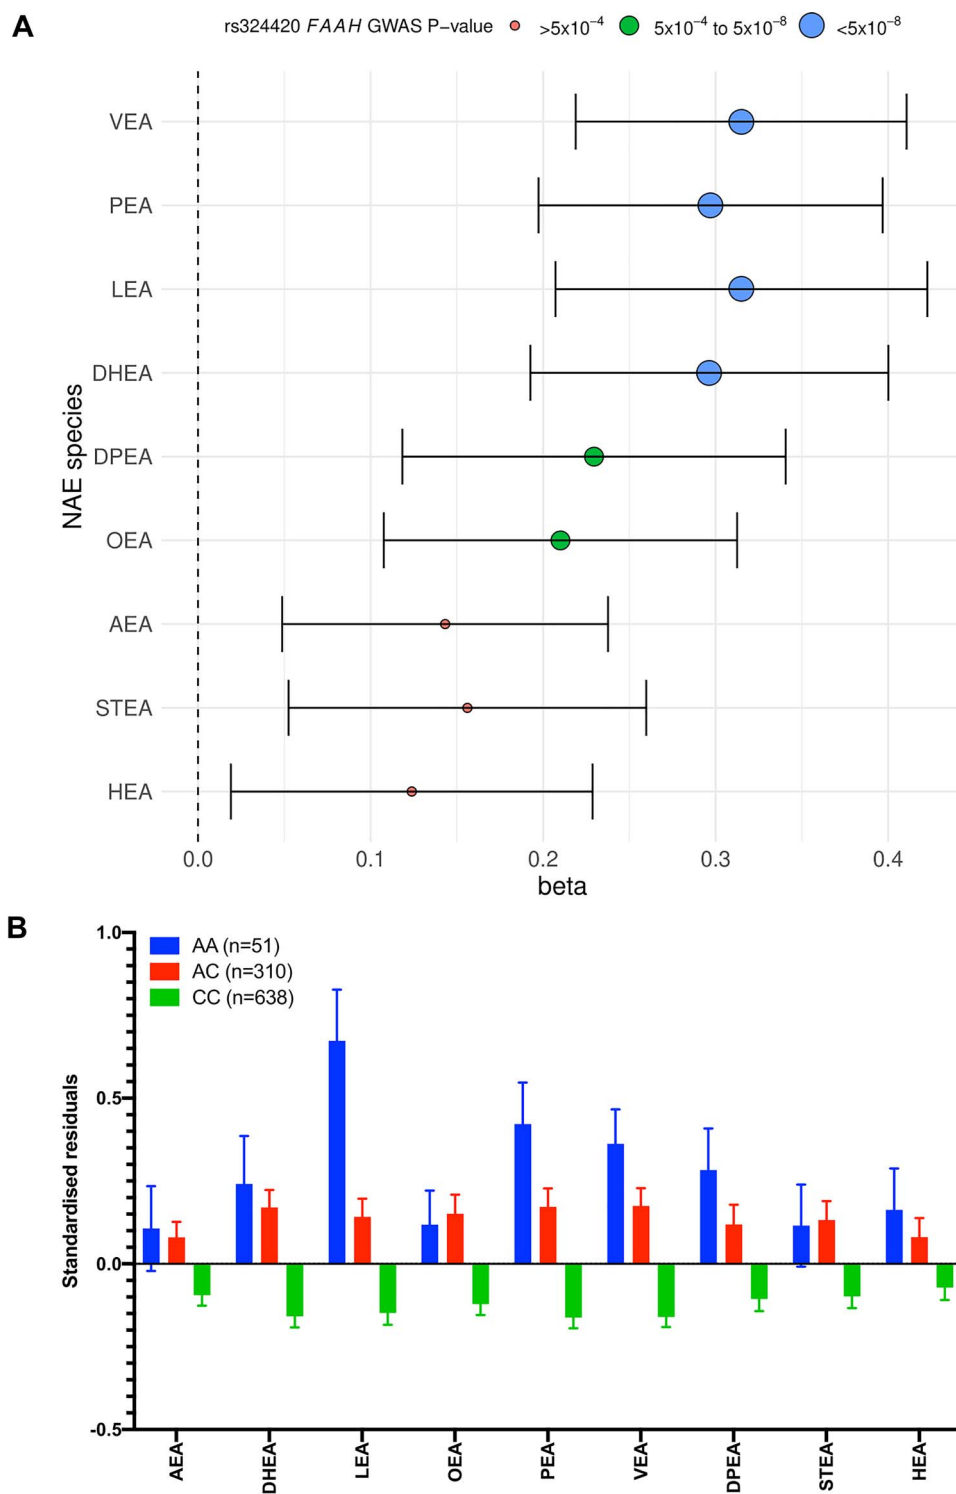 A
rs324420 FAAH GWAS P−value >5x10⁻⁴ 5x10⁻⁴ to 5x10⁻⁸ <5x10⁻⁸
VEA
PEA
LEA
DHEA
DPEA
OEA
AEA
STEA
HEA
NAE species
0.0 0.1 0.2 0.3 0.4
beta
B
AA (n=51)
AC (n=310)
CC (n=638)
1.0
0.5
0.0
-0.5
Standardised residuals
AEA DHEA LEA OEA PEA VEA DPEA STEA HEA